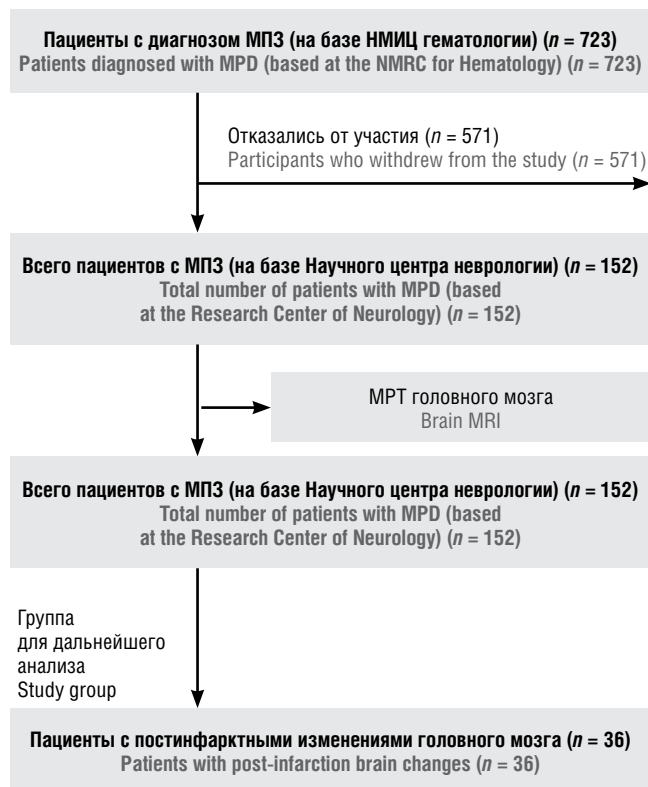 Пациенты с диагнозом МПЗ (на базе НМИЦ гематологии) (n = 723)
Patients diagnosed with MPD (based at the NMRC for Hematology) (n = 723)
Отказались от участия (n = 571)
Participants who withdrew from the study (n = 571)
Всего пациентов с МПЗ (на базе Научного центра неврологии) (n = 152)
Total number of patients with MPD (based
at the Research Center of Neurology) (n = 152)
МРТ головного мозга
Brain MRI
Всего пациентов с МПЗ (на базе Научного центра неврологии) (n = 152)
Total number of patients with MPD (based
at the Research Center of Neurology) (n = 152)
Группа
для дальнейшего
анализа
Study group
Пациенты с постинфарктными изменениями головного мозга (n = 36)
Patients with post-infarction brain changes (n = 36)